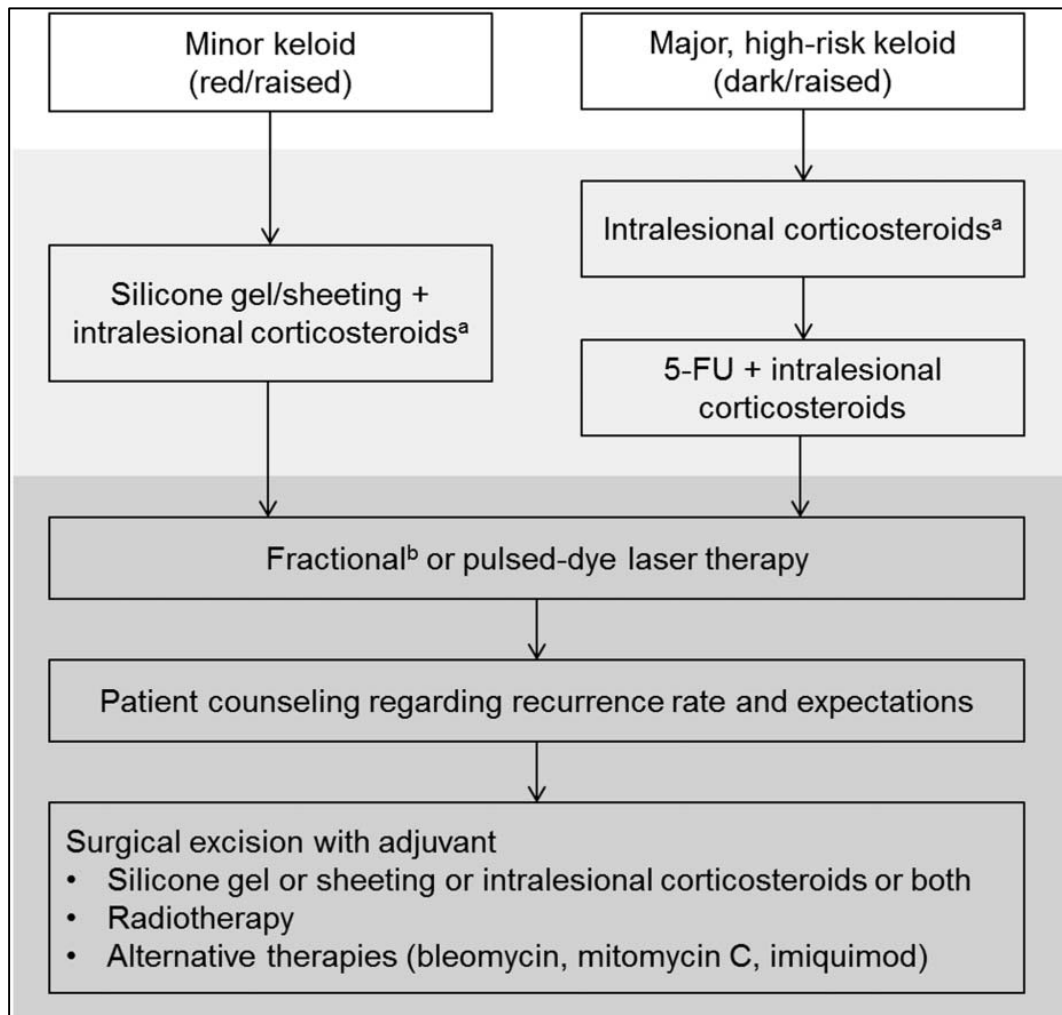 Minor keloid
(red/raised)
Major, high-risk keloid
(dark/raised)
Silicone gel/sheeting +
intralesional corticosteroidsᵃ
Intralesional corticosteroidsᵃ
5-FU + intralesional
corticosteroids
Fractionalᵇ or pulsed-dye laser therapy
Patient counseling regarding recurrence rate and expectations
Surgical excision with adjuvant
• Silicone gel or sheeting or intralesional corticosteroids or both
• Radiotherapy
• Alternative therapies (bleomycin, mitomycin C, imiquimod)